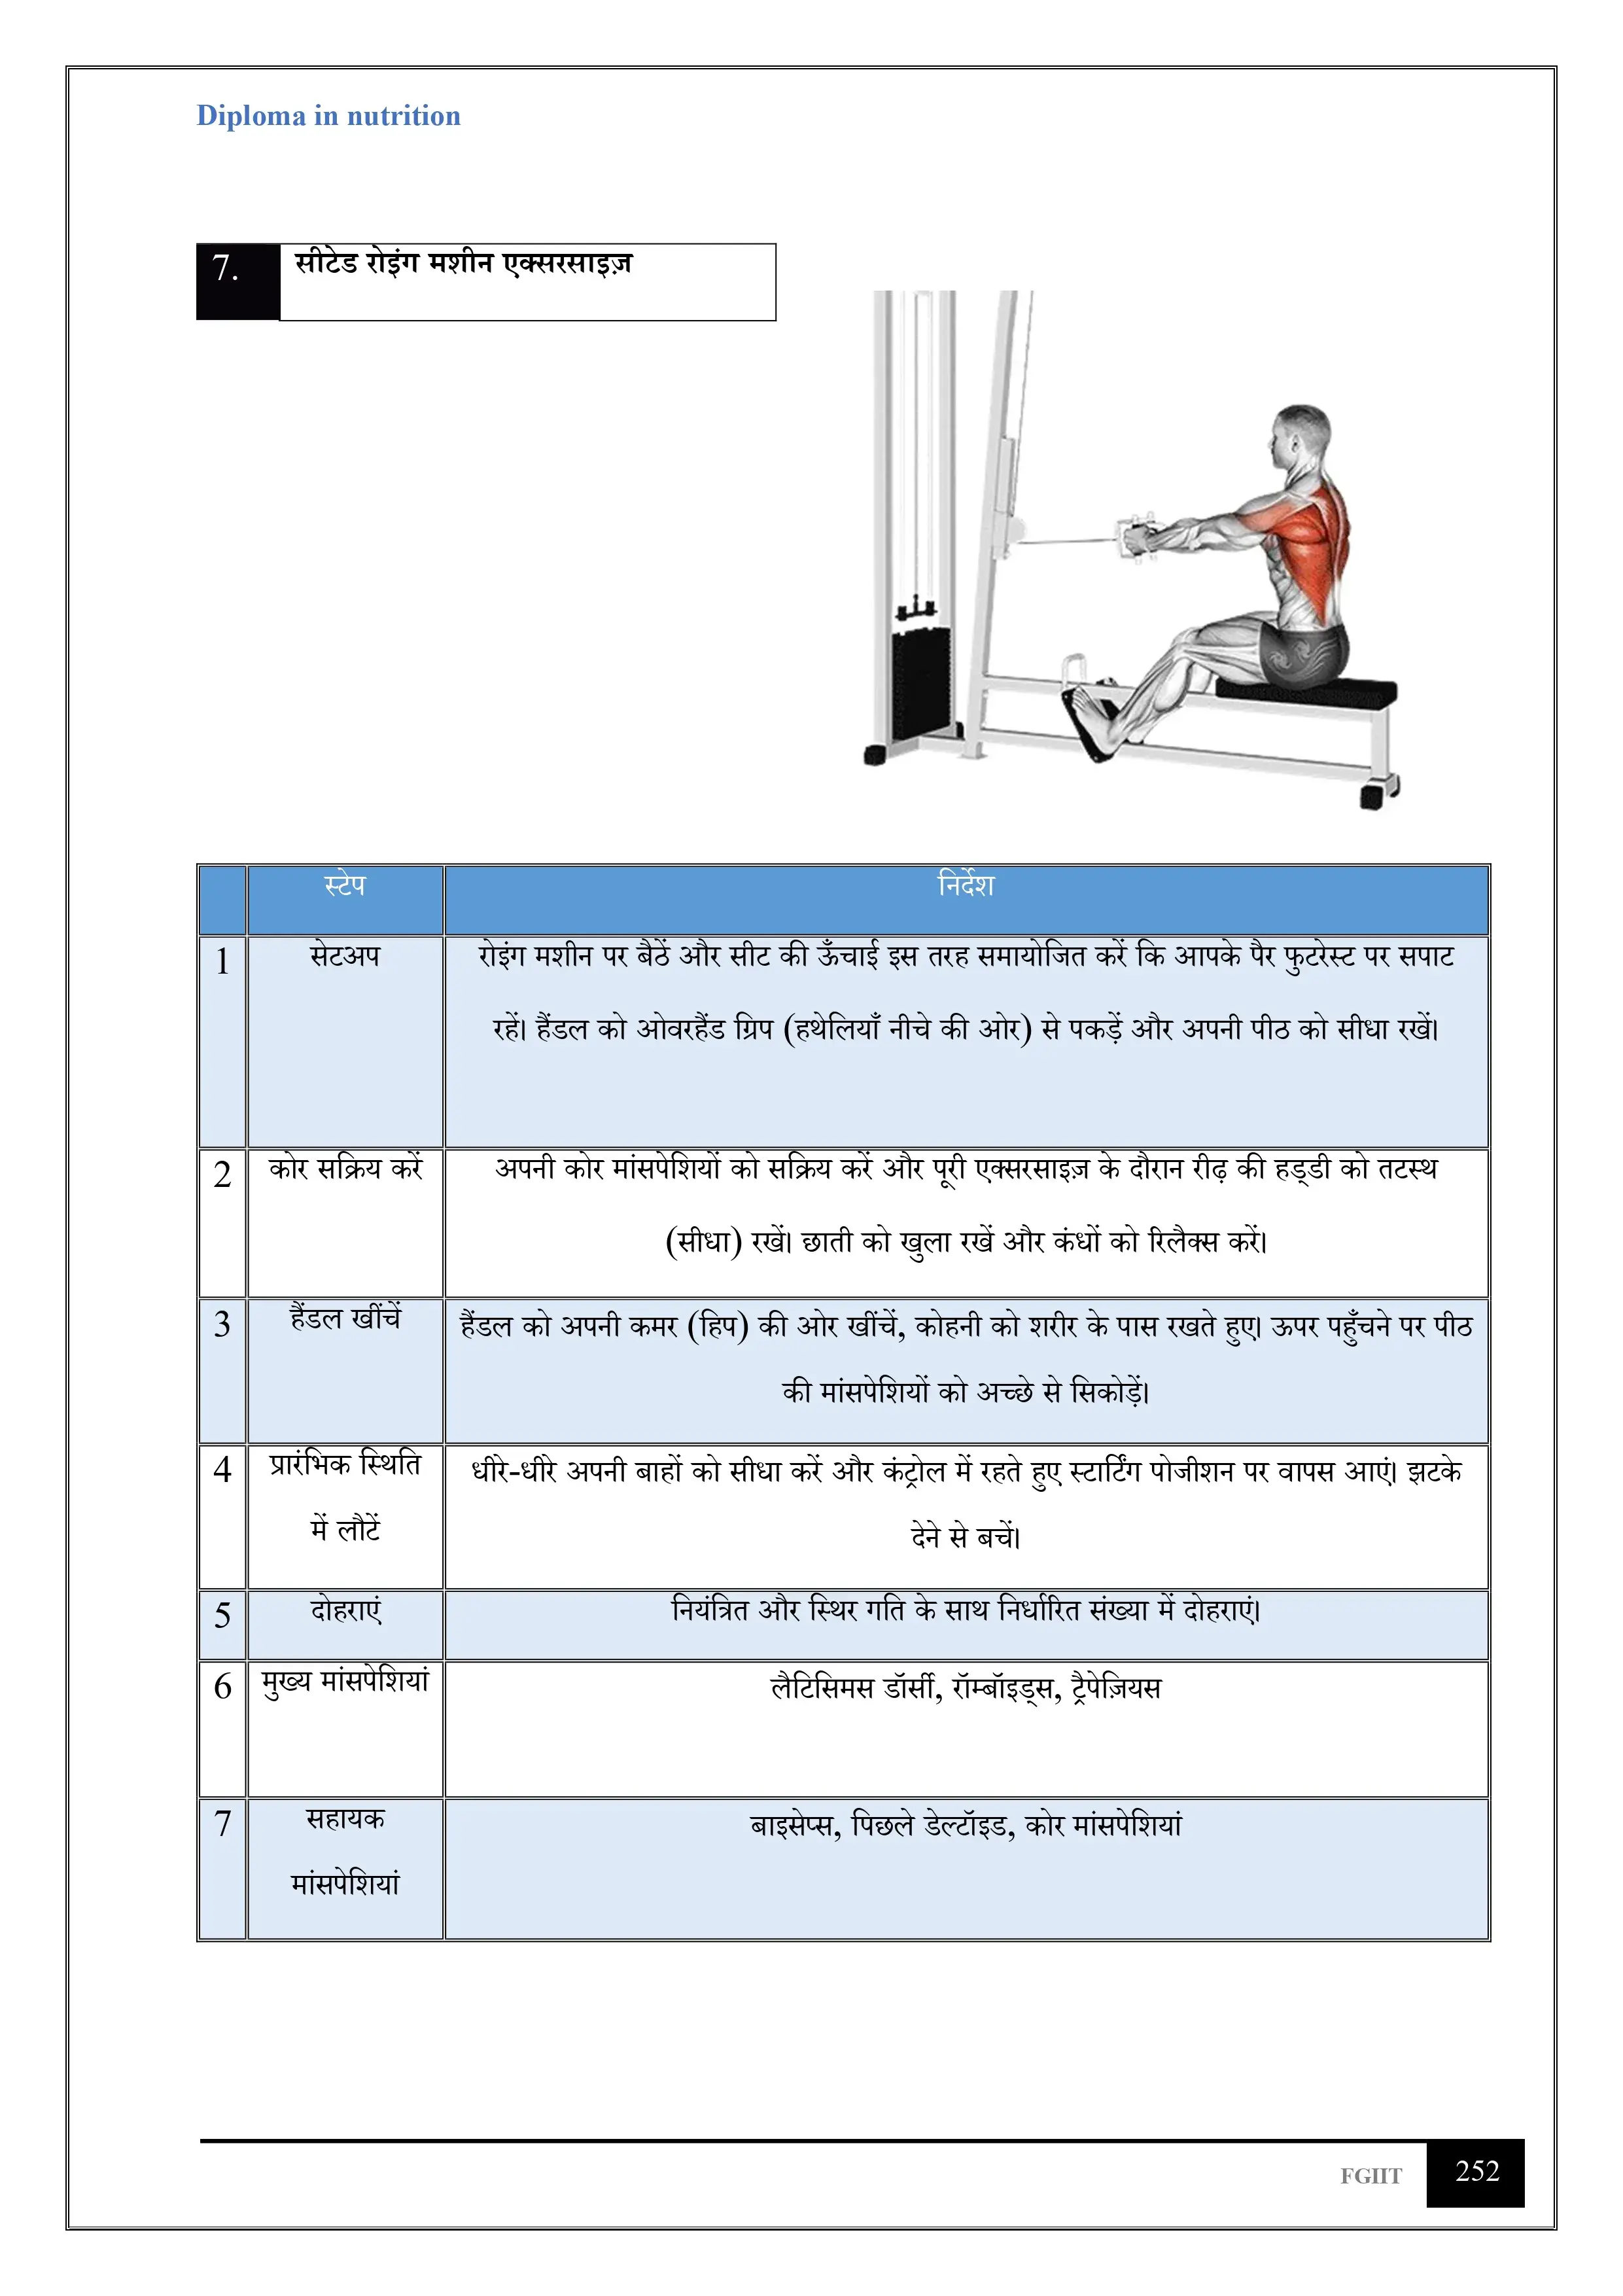 Diploma in nutrition
7. सीटेड रोइंग मशीन एक्सरसाइज़
स्टेप निर्देश
1 सेटअप रोइंग मशीन पर बैठें और सीट की ऊँचाई इस तरह समायोजित करें कि आपके पैर फुटरेस्ट पर सपाट
रहें। हैंडल को ओवरहैंड ग्रिप (हथेलियाँ नीचे की ओर) से पकड़ें और अपनी पीठ को सीधा रखें।
2 कोर सक्रिय करें अपनी कोर मांसपेशियों को सक्रिय करें और पूरी एक्सरसाइज़ के दौरान रीढ़ की हड्डी को तटस्थ
(सीधा) रखें। छाती को खुला रखें और कंधों को रिलैक्स करें।
3 हैंडल खींचें हैंडल को अपनी कमर (हिप) की ओर खींचें, कोहनी को शरीर के पास रखते हुए। ऊपर पहुँचने पर पीठ
की मांसपेशियों को अच्छे से सिकोड़ें।
4 प्रारंभिक स्थिति धीरे-धीरे अपनी बाहों को सीधा करें और कंट्रोल में रहते हुए स्टार्टिंग पोजीशन पर वापस आएं। झटके
में लौटें देने से बचें।
5 दोहराएं नियंत्रित और स्थिर गति के साथ निर्धारित संख्या में दोहराएं।
6 मुख्य मांसपेशियां लैटिसिमस डॉर्सी, रॉम्बॉइड्स, ट्रैपेज़ियस
7 सहायक बाइसेप्स, पिछले डेल्टॉइड, कोर मांसपेशियां
मांसपेशियां
FGIIT 252